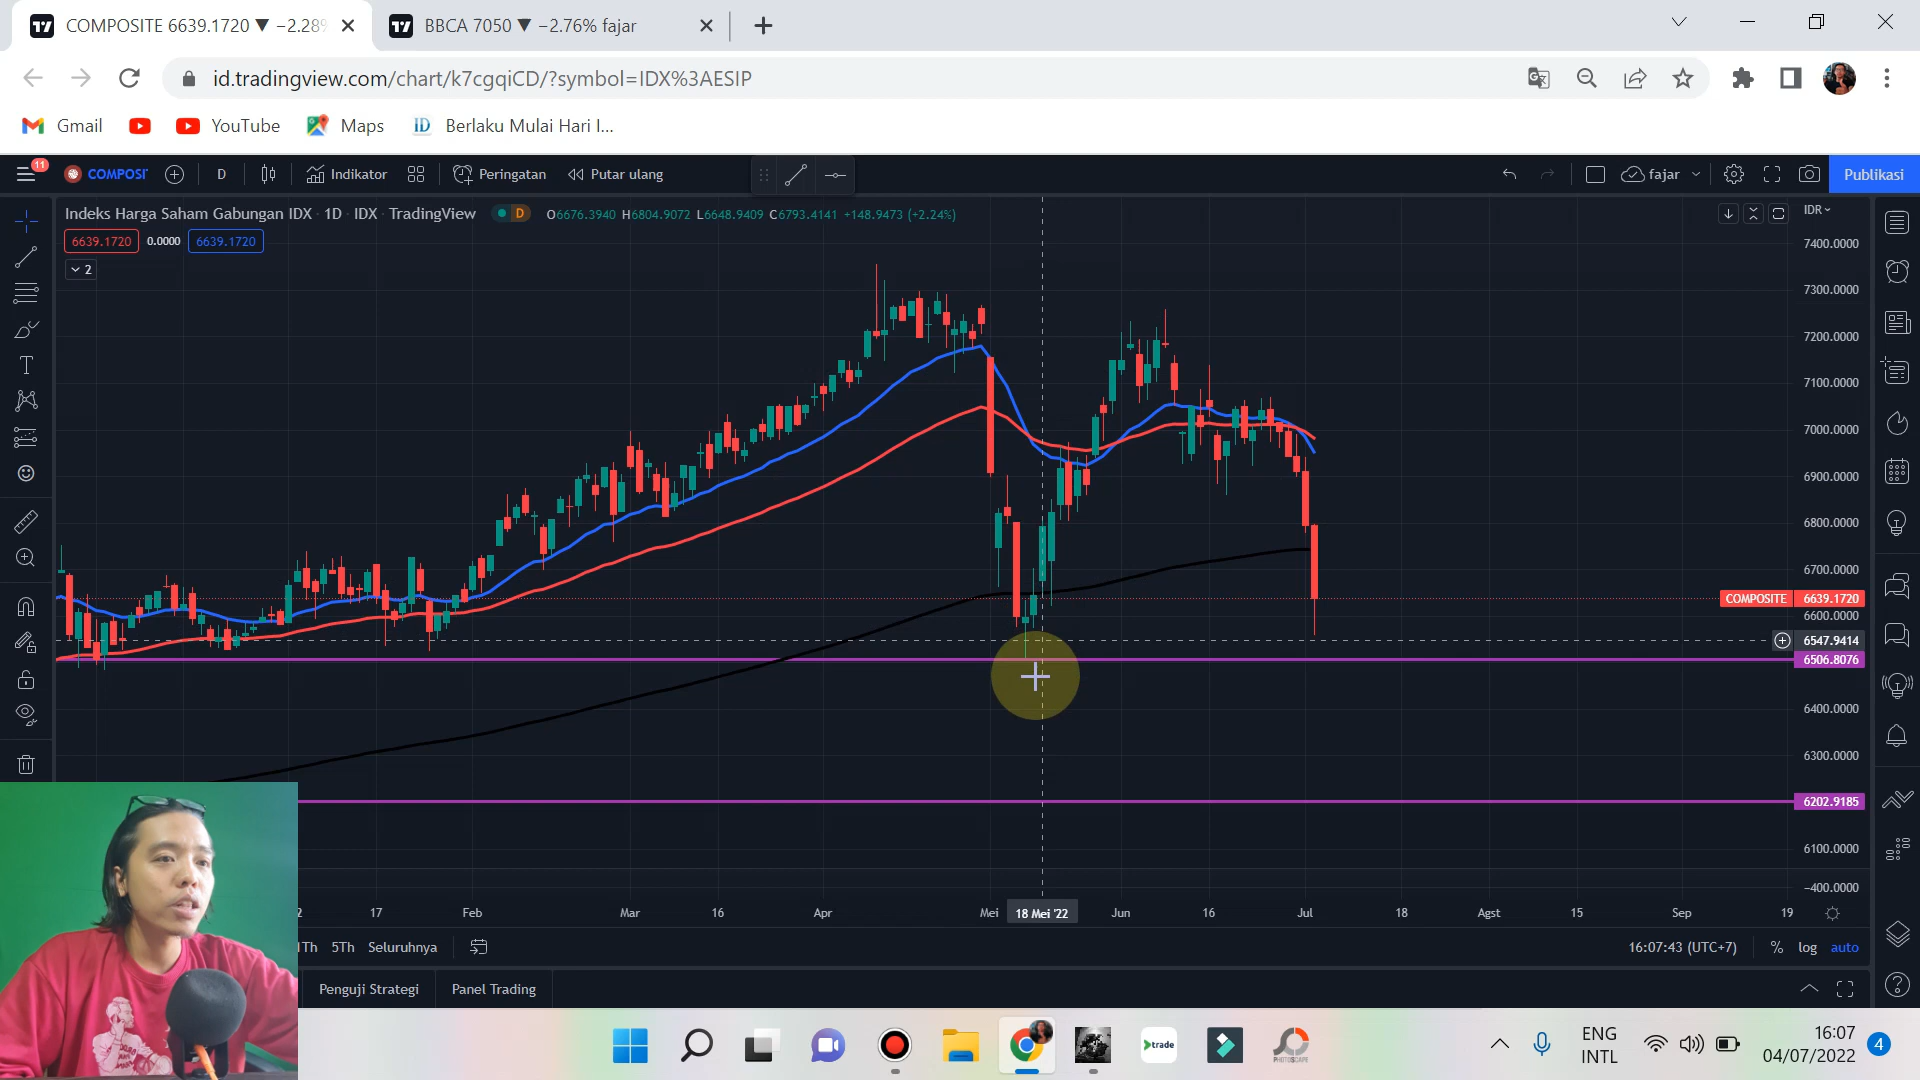 COMPOSITE 6639.1720 ▼ −2.28%
BBCA 7050 ▼ −2.76% fajar
id.tradingview.com/chart/k7cgqiCD/?symbol=IDX%3AESIP
Gmail
YouTube
Maps
ID
Berlaku Mulai Hari I...
11
COMPOSI
D
Indikator
Peringatan
Putar ulang
fajar
Publikasi
Indeks Harga Saham Gabungan IDX · 1D · IDX · TradingView
D
O6676.3940 H6804.9072 L6648.9409 C6793.4141 +148.9473 (+2.24%)
IDR
6639.1720
0.0000
6639.1720
2
7400.0000
7300.0000
7200.0000
7100.0000
7000.0000
6900.0000
6800.0000
6700.0000
COMPOSITE 6639.1720
6600.0000
6547.9414
6506.8076
6400.0000
6300.0000
6202.9185
6100.0000
−400.0000
2
17
Feb
Mar
16
Apr
Mei
18 Mei '22
Jun
16
Jul
18
Agst
15
Sep
19
1Th
5Th
Seluruhnya
16:07:43 (UTC+7)
%
log
auto
Penguji Strategi
Panel Trading
trade
PHOTOSCAPE
ENG
INTL
16:07
04/07/2022
4